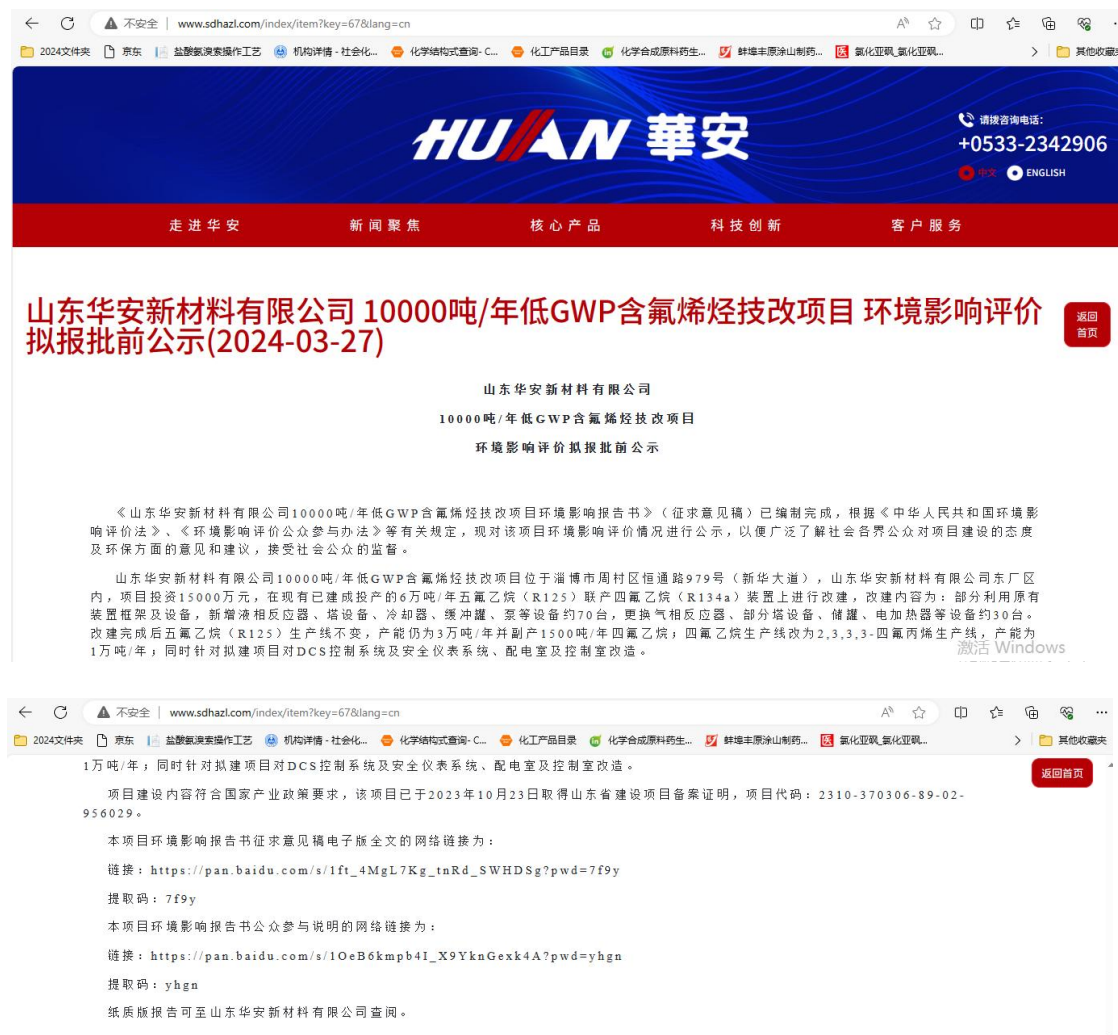 不安全 www.sdhazl.com/index/item?key=67&lang=cn
2024文件夹 京东 盐酸氨溴索操作工艺 机构详情 - 社会化... 化学结构式查询- C... 化工产品目录 化学合成原料药生... 蚌埠丰原涂山制药... 氯化亚砜_氯化亚砜... 其他收藏夹
HUAAN 華安
请拨咨询电话:
+0533-2342906
中文 ENGLISH
走进华安 新闻聚焦 核心产品 科技创新 客户服务
山东华安新材料有限公司 10000吨/年低GWP含氟烯烃技改项目 环境影响评价
拟报批前公示(2024-03-27)
返回
首页
山东华安新材料有限公司
10000吨/年低GWP含氟烯烃技改项目
环境影响评价拟报批前公示
《山东华安新材料有限公司10000吨/年低GWP含氟烯烃技改项目环境影响报告书》（征求意见稿）已编制完成，根据《中华人民共和国环境影
响评价法》、《环境影响评价公众参与办法》等有关规定，现对该项目环境影响评价情况进行公示，以便广泛了解社会各界公众对项目建设的态度
及环保方面的意见和建议，接受社会公众的监督。
山东华安新材料有限公司10000吨/年低GWP含氟烯烃技改项目位于淄博市周村区恒通路979号（新华大道），山东华安新材料有限公司东厂区
内，项目投资15000万元，在现有已建成投产的6万吨/年五氟乙烷（R125）联产四氟乙烷（R134a）装置上进行改建，改建内容为：部分利用原有
装置框架及设备，新增液相反应器、塔设备、冷却器、缓冲罐、泵等设备约70台，更换气相反应器、部分塔设备、储罐、电加热器等设备约30台。
改建完成后五氟乙烷（R125）生产线不变，产能仍为3万吨/年并副产1500吨/年四氟乙烷；四氟乙烷生产线改为2,3,3,3-四氟丙烯生产线，产能为
1万吨/年；同时针对拟建项目对DCS控制系统及安全仪表系统、配电室及控制室改造。
激活 Windows
不安全 www.sdhazl.com/index/item?key=67&lang=cn
2024文件夹 京东 盐酸氨溴索操作工艺 机构详情 - 社会化... 化学结构式查询- C... 化工产品目录 化学合成原料药生... 蚌埠丰原涂山制药... 氯化亚砜_氯化亚砜... 其他收藏夹
1万吨/年；同时针对拟建项目对DCS控制系统及安全仪表系统、配电室及控制室改造。
返回首页
项目建设内容符合国家产业政策要求，该项目已于2023年10月23日取得山东省建设项目备案证明，项目代码：2310-370306-89-02-
956029。
本项目环境影响报告书征求意见稿电子版全文的网络链接为：
链接：https://pan.baidu.com/s/1ft_4MgL7Kg_tnRd_SWHDSg?pwd=7f9y
提取码：7f9y
本项目环境影响报告书公众参与说明的网络链接为：
链接：https://pan.baidu.com/s/1OeB6kmpb4I_X9YknGexk4A?pwd=yhgn
提取码：yhgn
纸质版报告可至山东华安新材料有限公司查阅。